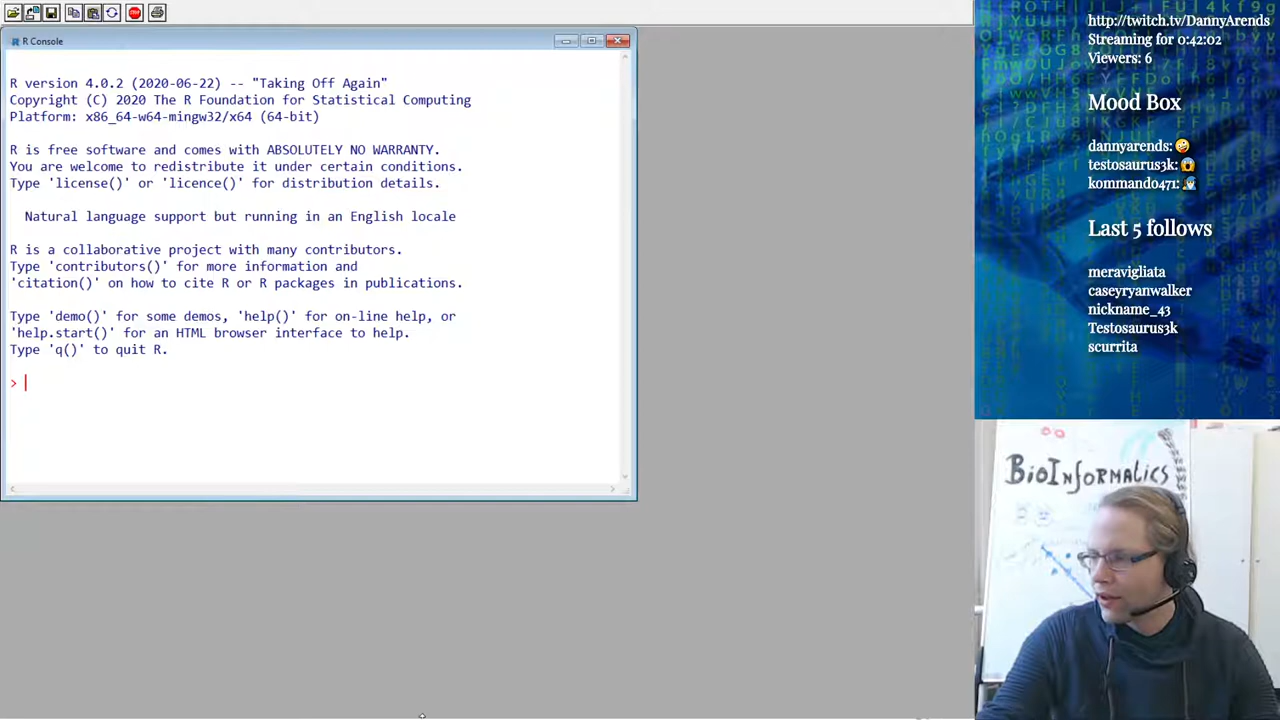 R Console
R version 4.0.2 (2020-06-22) -- "Taking Off Again"
Copyright (C) 2020 The R Foundation for Statistical Computing
Platform: x86_64-w64-mingw32/x64 (64-bit)
R is free software and comes with ABSOLUTELY NO WARRANTY.
You are welcome to redistribute it under certain conditions.
Type 'license()' or 'licence()' for distribution details.
Natural language support but running in an English locale
R is a collaborative project with many contributors.
Type 'contributors()' for more information and
'citation()' on how to cite R or R packages in publications.
Type 'demo()' for some demos, 'help()' for on-line help, or
'help.start()' for an HTML browser interface to help.
Type 'q()' to quit R.
>
http://twitch.tv/DannyArends
Streaming for 0:42:02
Viewers: 6
Mood Box
dannyarends: 🤪
testosaurus3k: 😱
kommando471: 🧞‍♂️
Last 5 follows
meravigliata
caseyryanwalker
nickname_43
Testosaurus3k
scurrita
BioInformatics